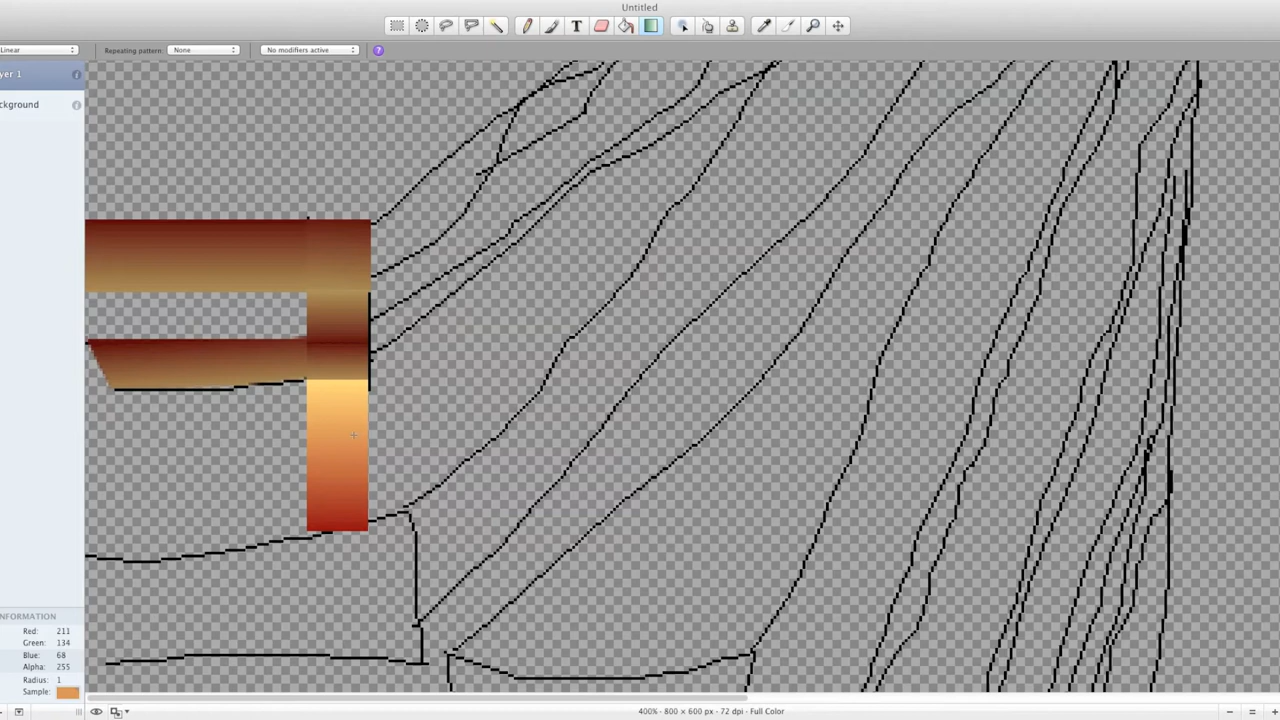 Untitled
Linear
Repeating pattern: None
No modifiers active
?
yer 1
ckground
NFORMATION
Red: 211
Green: 134
Blue: 68
Alpha: 255
Radius: 1
Sample:
400% - 800 × 600 px - 72 dpi - Full Color